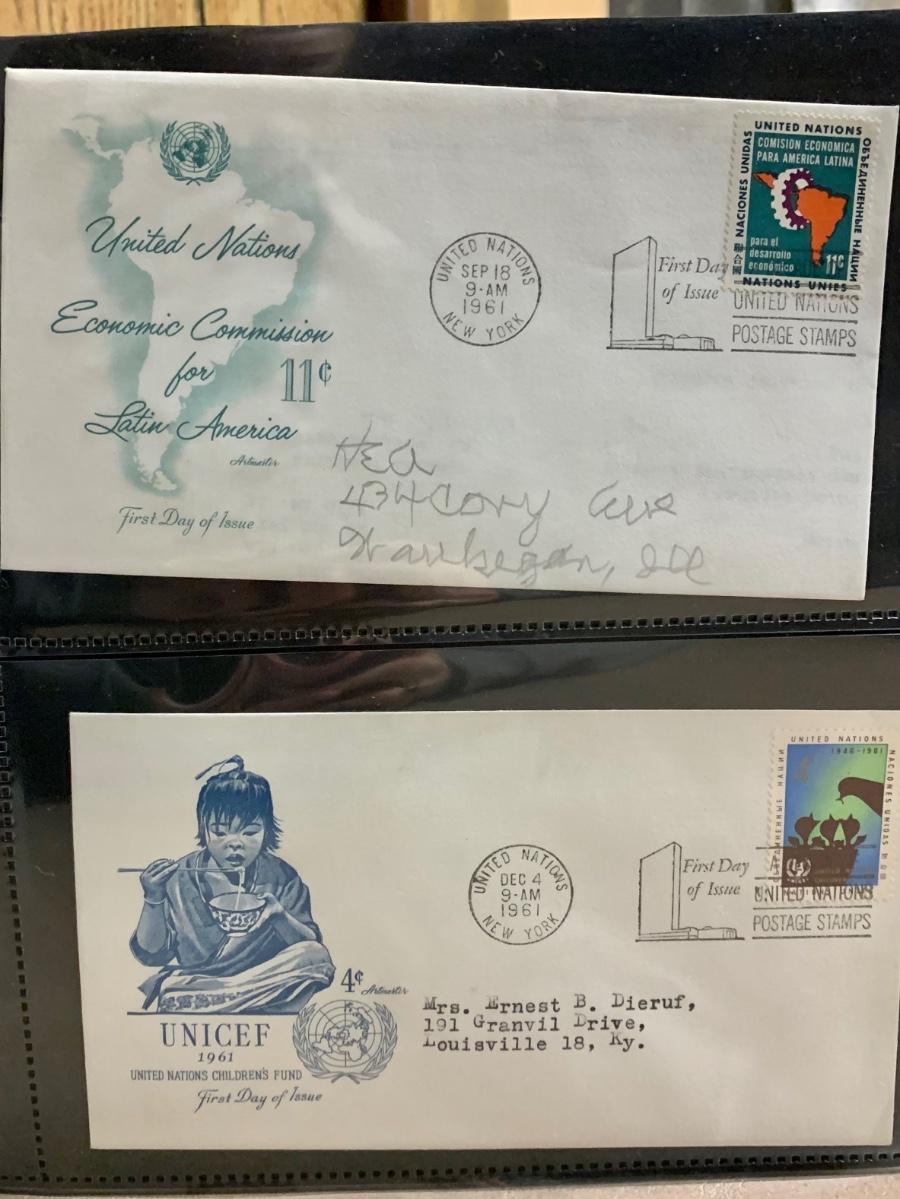 United Nations
Economic Commission
for
Latin America
11¢
Artmaster
First Day of Issue
UNITED NATIONS
SEP 18
9-AM
1961
NEW YORK
First Day
of Issue
UNITED NATIONS
POSTAGE STAMPS
UNITED NATIONS
NACIONES UNIDAS
ОБЪЕДИНЕННЫЕ НАЦИИ
COMISION ECONOMICA
PARA AMERICA LATINA
para el
desarrollo
económico
11¢
聯合國
NATIONS UNIES
434 Cory Ave
Waukegan, Ill
4¢
Artmaster
UNICEF
1961
UNITED NATIONS CHILDREN'S FUND
First Day of Issue
UNITED NATIONS
DEC 4
9-AM
1961
NEW YORK
First Day
of Issue
UNITED NATIONS
POSTAGE STAMPS
UNITED NATIONS
1946-1961
4¢
NACIONES UNIDAS
Mrs. Ernest B. Dieruf,
191 Granvil Drive,
Louisville 18, Ky.